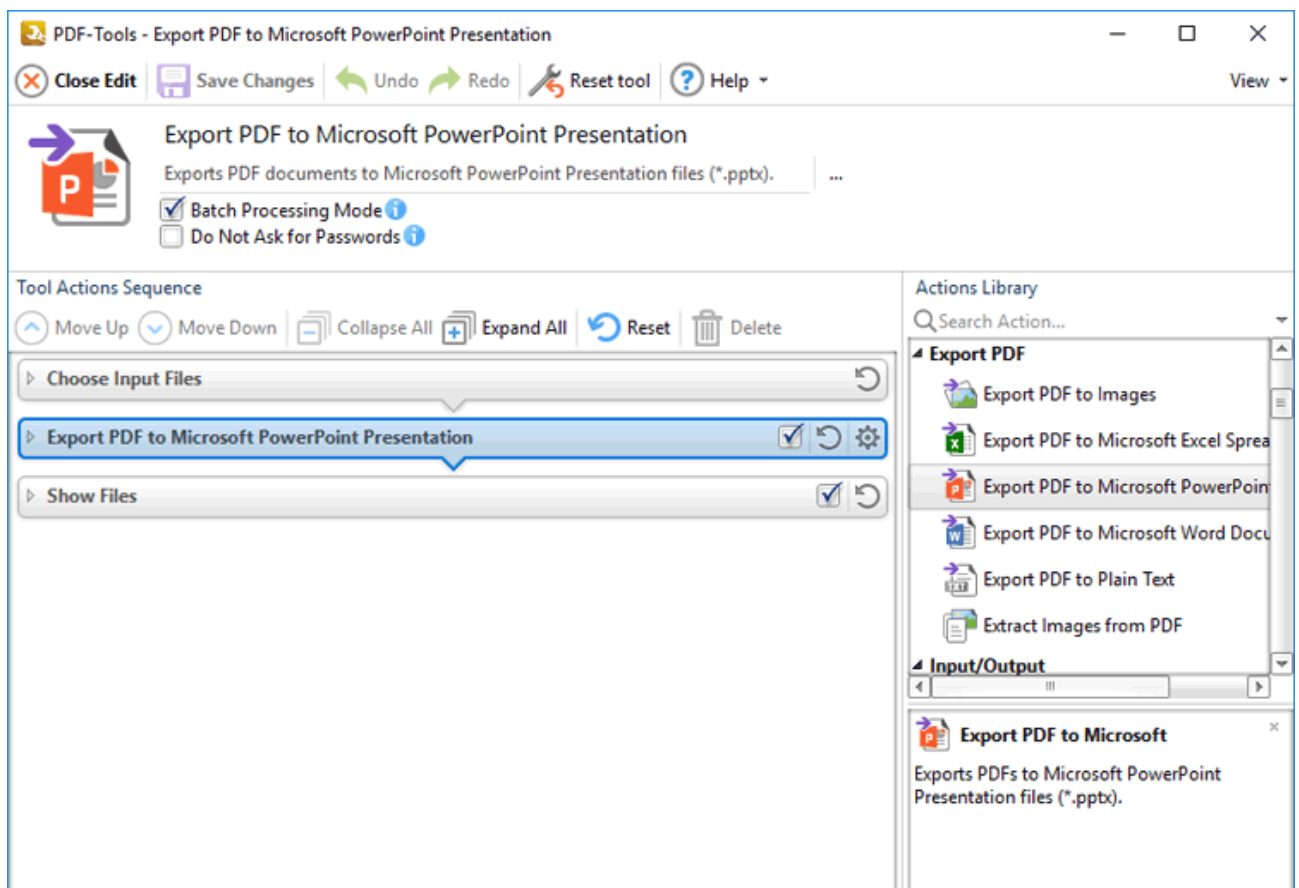 PDF-Tools - Export PDF to Microsoft PowerPoint Presentation
Close Edit Save Changes Undo Redo Reset tool ? Help View
Export PDF to Microsoft PowerPoint Presentation
Exports PDF documents to Microsoft PowerPoint Presentation files (*.pptx). ...
Batch Processing Mode
Do Not Ask for Passwords
Tool Actions Sequence
Move Up Move Down Collapse All Expand All Reset Delete
Choose Input Files
Export PDF to Microsoft PowerPoint Presentation
Show Files
Actions Library
Search Action...
Export PDF
Export PDF to Images
Export PDF to Microsoft Excel Sprea
Export PDF to Microsoft PowerPoin
Export PDF to Microsoft Word Docu
Export PDF to Plain Text
Extract Images from PDF
Input/Output
Export PDF to Microsoft
Exports PDFs to Microsoft PowerPoint
Presentation files (*.pptx).